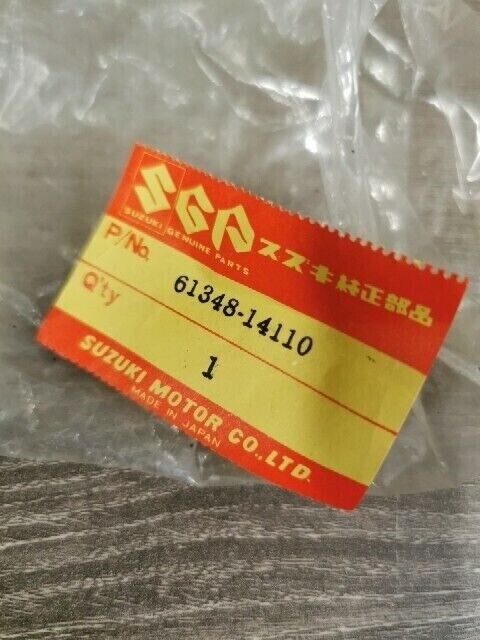 SGP スズキ純正部品
SUZUKI GENUINE PARTS
P/No. 61348-14110
Q'ty 1
SUZUKI MOTOR CO.,LTD.
MADE IN JAPAN